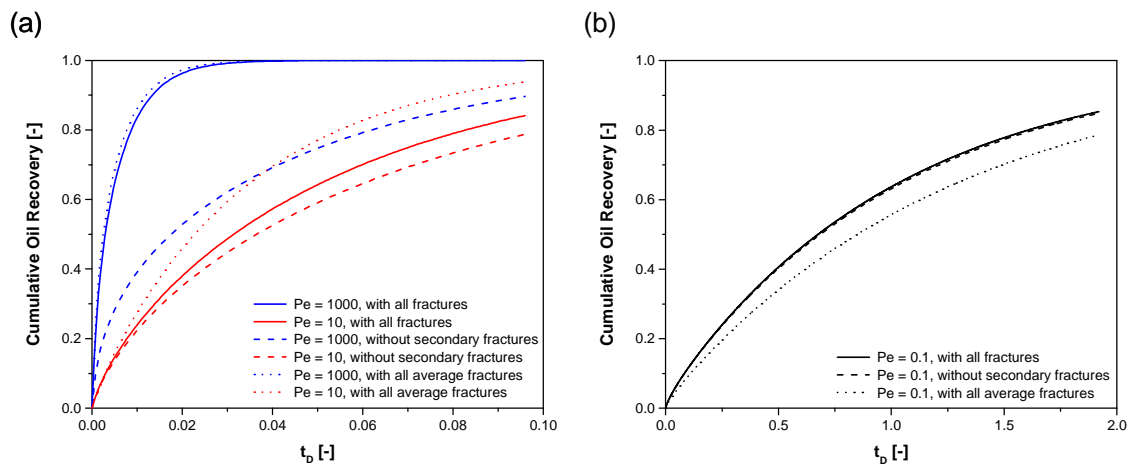 (a)
Cumulative Oil Recovery [-]
1.0
0.8
0.6
0.4
0.2
0.0
0.00 0.02 0.04 0.06 0.08 0.10
t_D [-]
Pe = 1000, with all fractures
Pe = 10, with all fractures
Pe = 1000, without secondary fractures
Pe = 10, without secondary fractures
Pe = 1000, with all average fractures
Pe = 10, with all average fractures
(b)
Cumulative Oil Recovery [-]
1.0
0.8
0.6
0.4
0.2
0.0
0.0 0.5 1.0 1.5 2.0
t_D [-]
Pe = 0.1, with all fractures
Pe = 0.1, without secondary fractures
Pe = 0.1, with all average fractures